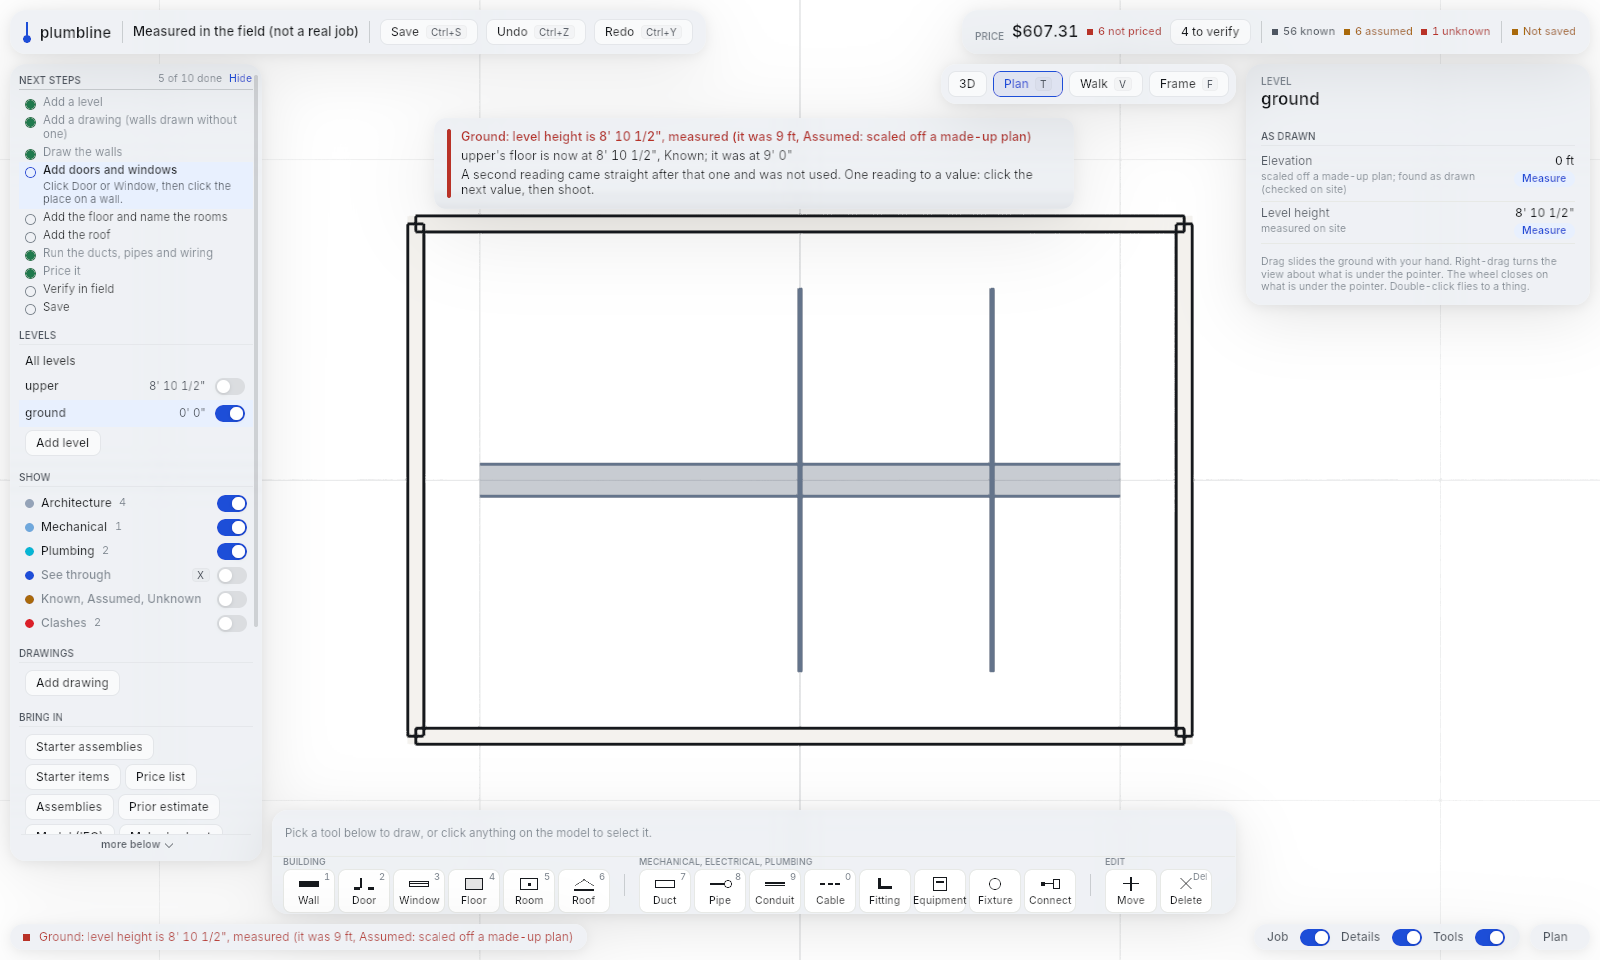 plumbline
Measured in the field (not a real job)
Save Ctrl+S
Undo Ctrl+Z
Redo Ctrl+Y
PRICE $607.31
6 not priced
4 to verify
56 known
6 assumed
1 unknown
Not saved
3D
Plan T
Walk V
Frame F
NEXT STEPS
5 of 10 done Hide
Add a level
Add a drawing (walls drawn without
one)
Draw the walls
Add doors and windows
Click Door or Window, then click the
place on a wall.
Add the floor and name the rooms
Add the roof
Run the ducts, pipes and wiring
Price it
Verify in field
Save
LEVELS
All levels
upper 8' 10 1/2"
ground 0' 0"
Add level
SHOW
Architecture 4
Mechanical 1
Plumbing 2
See through X
Known, Assumed, Unknown
Clashes 2
DRAWINGS
Add drawing
BRING IN
Starter assemblies
Starter items
Price list
Assemblies
Prior estimate
more below
Ground: level height is 8' 10 1/2", measured (it was 9 ft, Assumed: scaled off a made-up plan)
upper's floor is now at 8' 10 1/2", Known; it was at 9' 0"
A second reading came straight after that one and was not used. One reading to a value: click the
next value, then shoot.
LEVEL
ground
AS DRAWN
Elevation 0 ft
scaled off a made-up plan; found as drawn
(checked on site)
Measure
Level height 8' 10 1/2"
measured on site
Measure
Drag slides the ground with your hand. Right-drag turns the
view about what is under the pointer. The wheel closes on
what is under the pointer. Double-click flies to a thing.
Pick a tool below to draw, or click anything on the model to select it.
BUILDING
Wall 1
Door 2
Window 3
Floor 4
Room 5
Roof 6
MECHANICAL, ELECTRICAL, PLUMBING
Duct 7
Pipe 8
Conduit 9
Cable 0
Fitting
Equipment
Fixture
Connect
EDIT
Move
Delete Del
Ground: level height is 8' 10 1/2", measured (it was 9 ft, Assumed: scaled off a made-up plan)
Job
Details
Tools
Plan